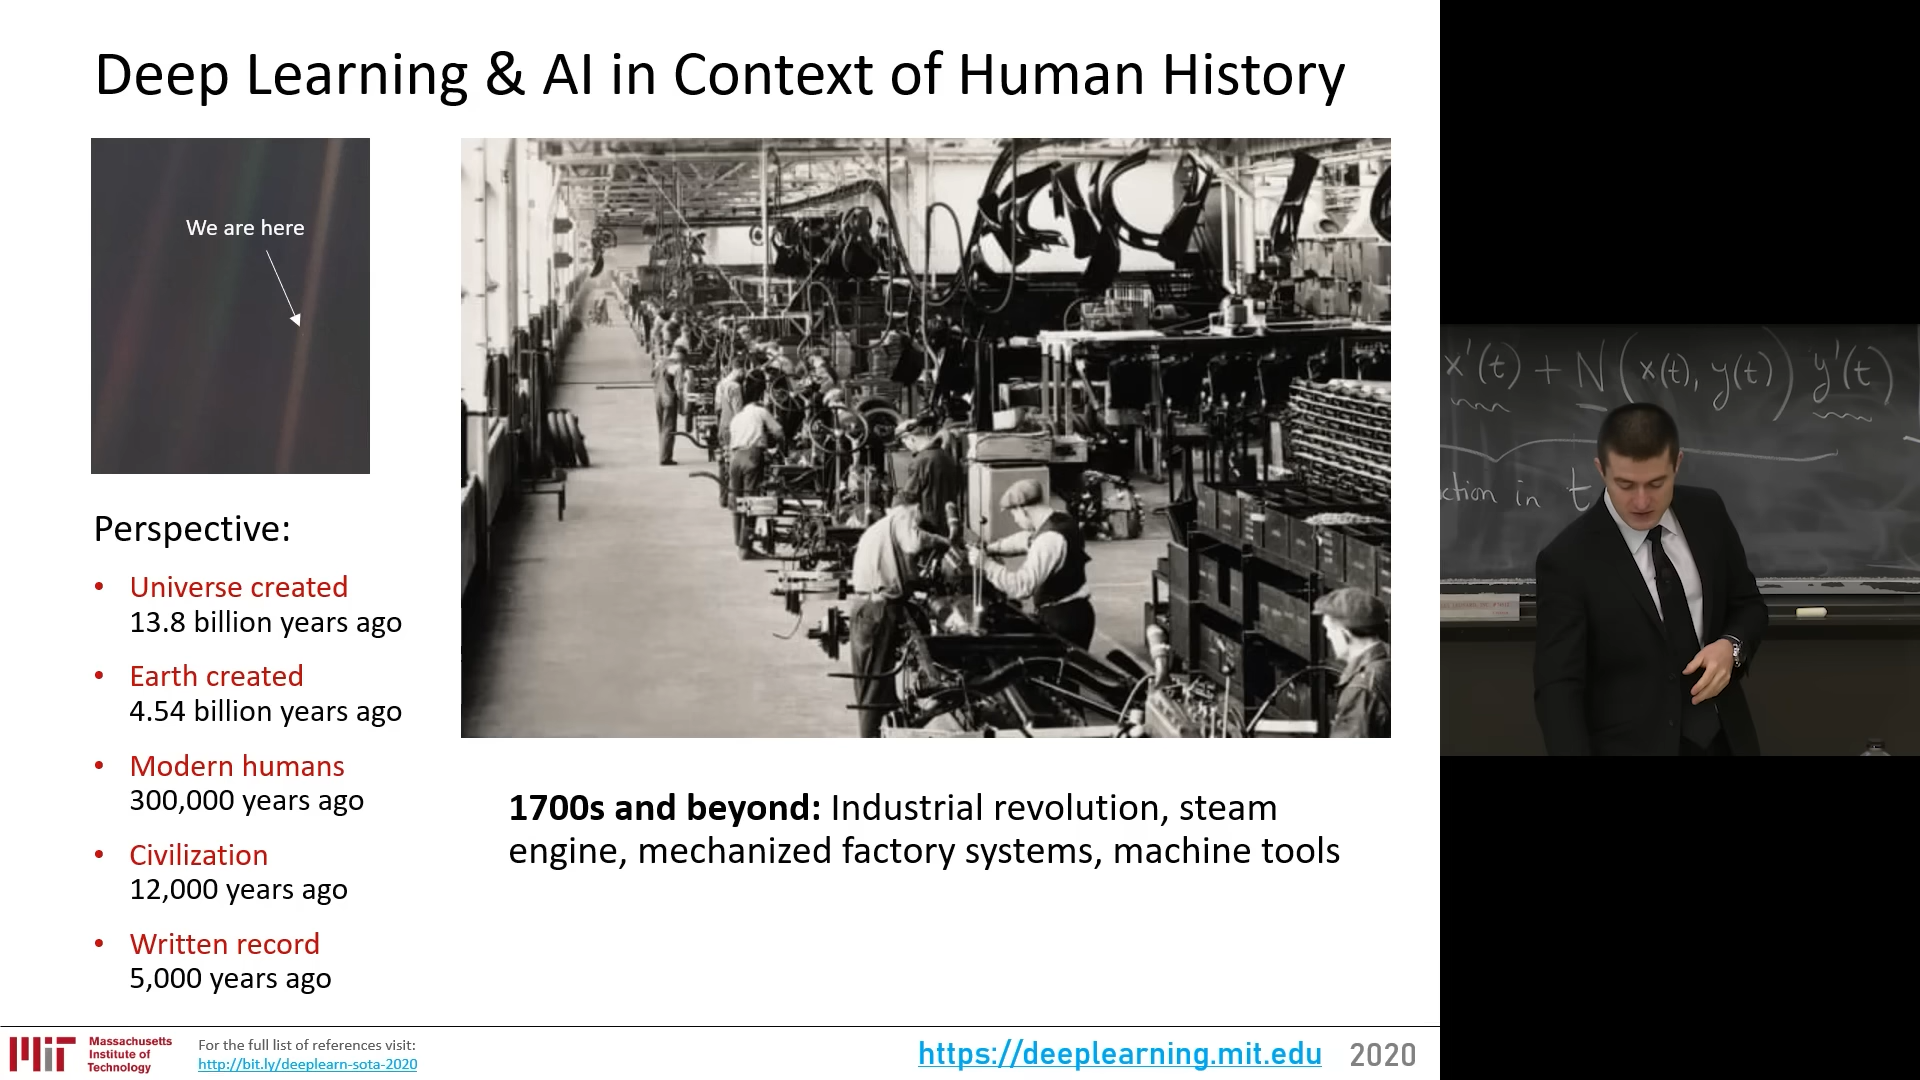 Deep Learning & AI in Context of Human History
We are here
Perspective:
• Universe created
13.8 billion years ago
• Earth created
4.54 billion years ago
• Modern humans
300,000 years ago
• Civilization
12,000 years ago
• Written record
5,000 years ago
1700s and beyond: Industrial revolution, steam
engine, mechanized factory systems, machine tools
x'(t) + N(x(t), y(t)) y'(t)
ction in t
MIT
Massachusetts
Institute of
Technology
For the full list of references visit:
http://bit.ly/deeplearn-sota-2020
https://deeplearning.mit.edu 2020